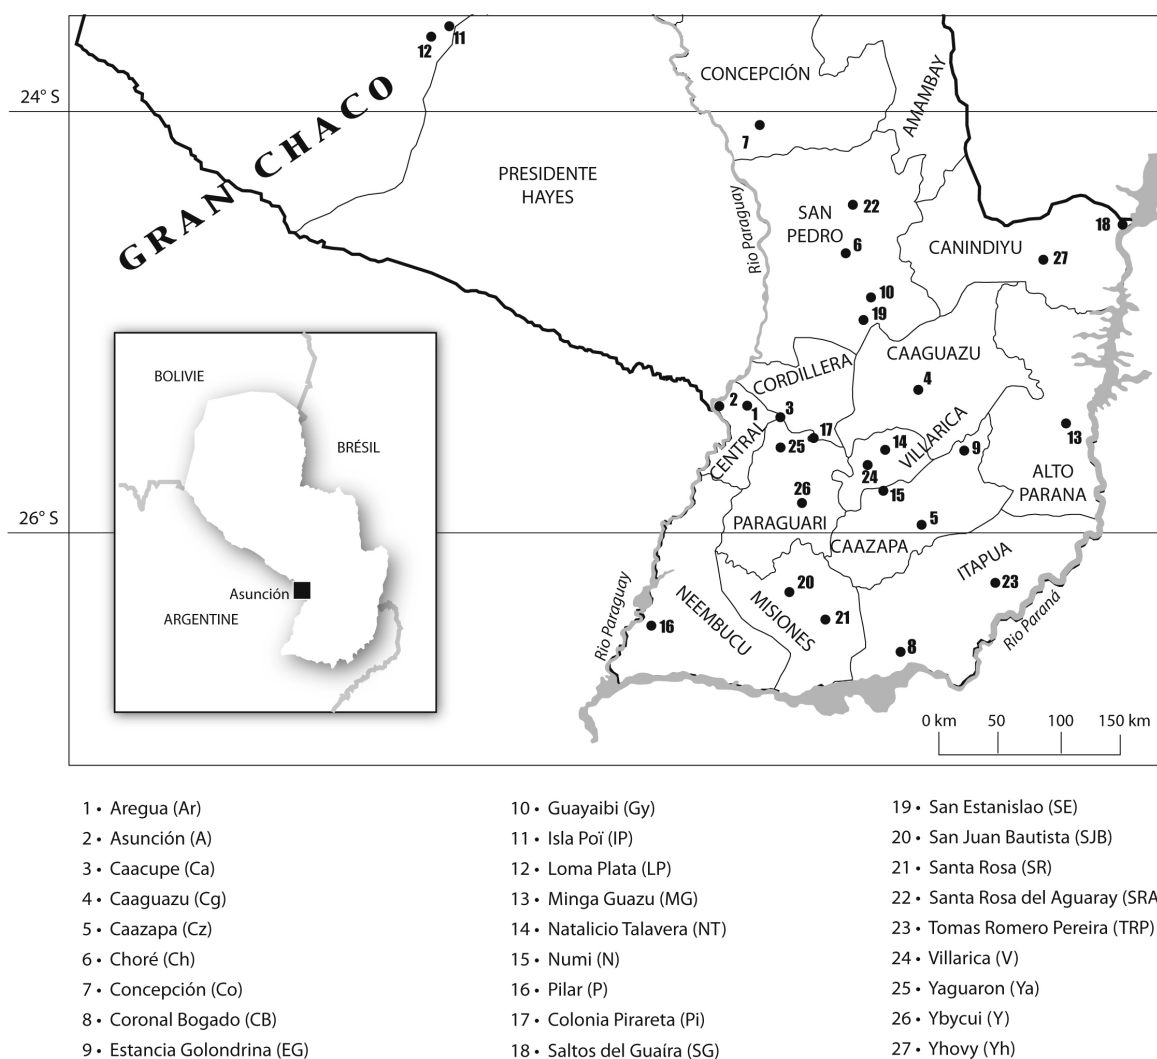 12
11
CONCEPCIÓN
AMAMBAY
24° S
GRAN CHACO
7
PRESIDENTE
HAYES
Rio Paraguay
SAN
PEDRO
22
18
6
CANINDIYU
27
10
19
BOLIVIE
CORDILLERA
CAAGUAZU
4
2
1
3
17
CENTRAL
25
14
VILLARICA
9
13
BRÉSIL
24
15
ALTO
PARANA
26
PARAGUARI
5
26° S
CAAZAPA
ITAPUA
Asunción
ARGENTINE
Rio Paraguay
NEEMBUCU
20
MISIONES
23
16
21
Rio Paraná
8
0 km 50 100 150 km
1 • Aregua (Ar)
2 • Asunción (A)
3 • Caacupe (Ca)
4 • Caaguazu (Cg)
5 • Caazapa (Cz)
6 • Choré (Ch)
7 • Concepción (Co)
8 • Coronal Bogado (CB)
9 • Estancia Golondrina (EG)
10 • Guayaibi (Gy)
11 • Isla Poï (IP)
12 • Loma Plata (LP)
13 • Minga Guazu (MG)
14 • Natalicio Talavera (NT)
15 • Numi (N)
16 • Pilar (P)
17 • Colonia Pirareta (Pi)
18 • Saltos del Guaíra (SG)
19 • San Estanislao (SE)
20 • San Juan Bautista (SJB)
21 • Santa Rosa (SR)
22 • Santa Rosa del Aguaray (SRA
23 • Tomas Romero Pereira (TRP)
24 • Villarica (V)
25 • Yaguaron (Ya)
26 • Ybycui (Y)
27 • Yhovy (Yh)